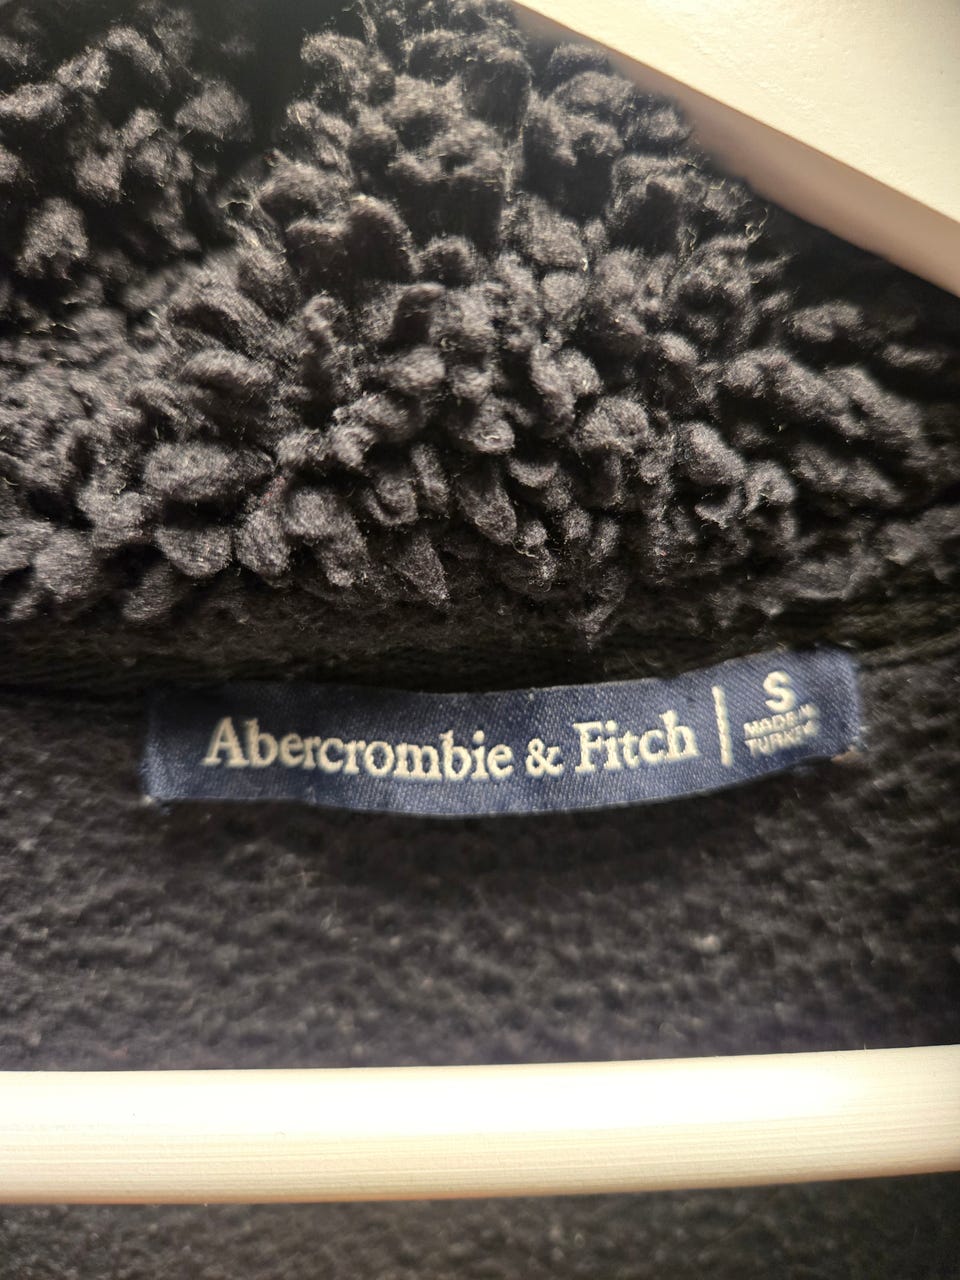 Abercrombie & Fitch | S
MADE IN
TURKEY